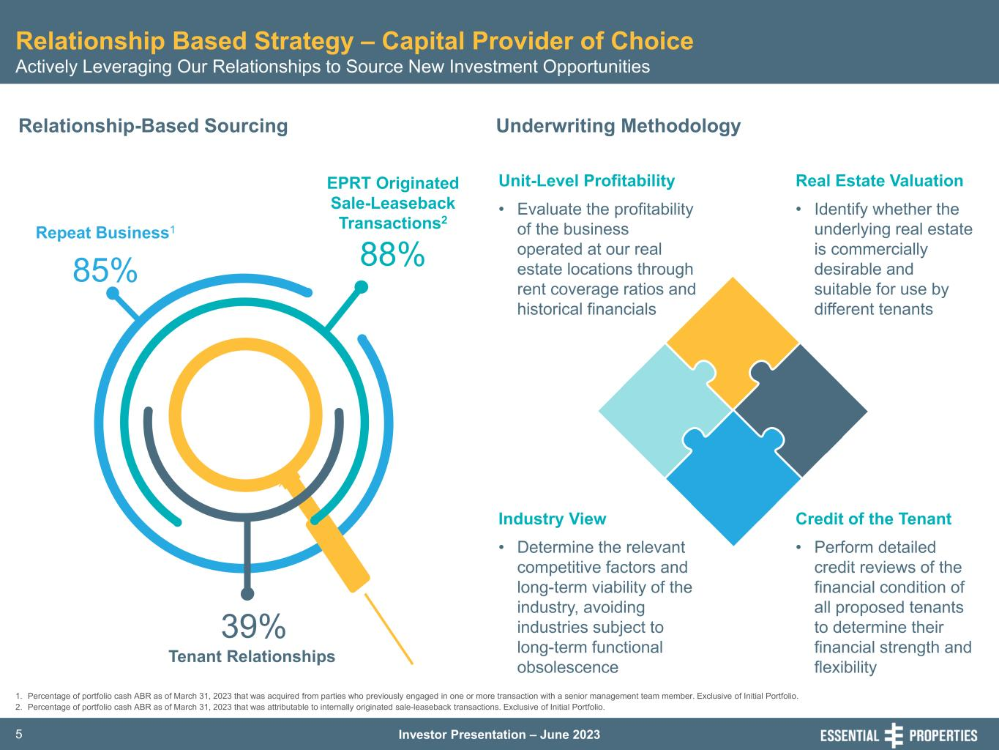 Relationship Based Strategy – Capital Provider of Choice
Actively Leveraging Our Relationships to Source New Investment Opportunities
Relationship-Based Sourcing
Repeat Business¹
85%
EPRT Originated
Sale-Leaseback
Transactions²
88%
39%
Tenant Relationships
Underwriting Methodology
Unit-Level Profitability
• Evaluate the profitability
of the business
operated at our real
estate locations through
rent coverage ratios and
historical financials
Real Estate Valuation
• Identify whether the
underlying real estate
is commercially
desirable and
suitable for use by
different tenants
Industry View
• Determine the relevant
competitive factors and
long-term viability of the
industry, avoiding
industries subject to
long-term functional
obsolescence
Credit of the Tenant
• Perform detailed
credit reviews of the
financial condition of
all proposed tenants
to determine their
financial strength and
flexibility
1. Percentage of portfolio cash ABR as of March 31, 2023 that was acquired from parties who previously engaged in one or more transaction with a senior management team member. Exclusive of Initial Portfolio.
2. Percentage of portfolio cash ABR as of March 31, 2023 that was attributable to internally originated sale-leaseback transactions. Exclusive of Initial Portfolio.
5
Investor Presentation – June 2023
ESSENTIAL PROPERTIES